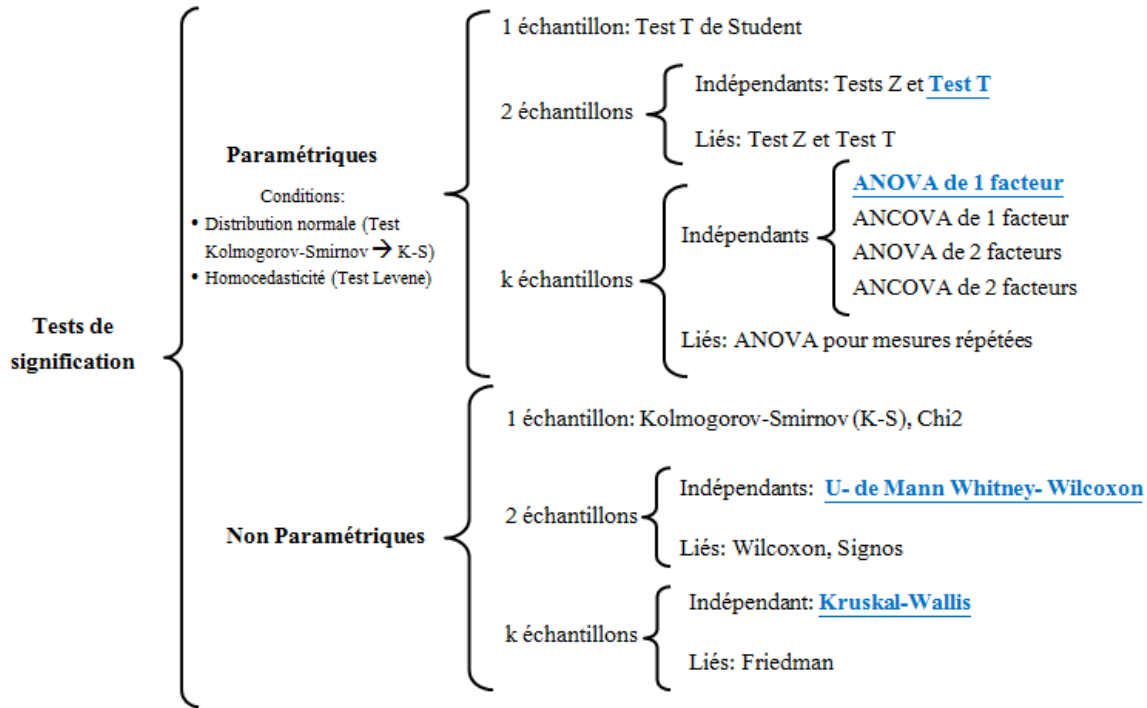 Tests de
signification
Paramétriques
Conditions:
• Distribution normale (Test
Kolmogorov-Smirnov → K-S)
• Homocedasticité (Test Levene)
1 échantillon: Test T de Student
2 échantillons
Indépendants: Tests Z et Test T
Liés: Test Z et Test T
k échantillons
Indépendants
ANOVA de 1 facteur
ANCOVA de 1 facteur
ANOVA de 2 facteurs
ANCOVA de 2 facteurs
Liés: ANOVA pour mesures répétées
Non Paramétriques
1 échantillon: Kolmogorov-Smirnov (K-S), Chi2
2 échantillons
Indépendants: U- de Mann Whitney- Wilcoxon
Liés: Wilcoxon, Signos
k échantillons
Indépendant: Kruskal-Wallis
Liés: Friedman